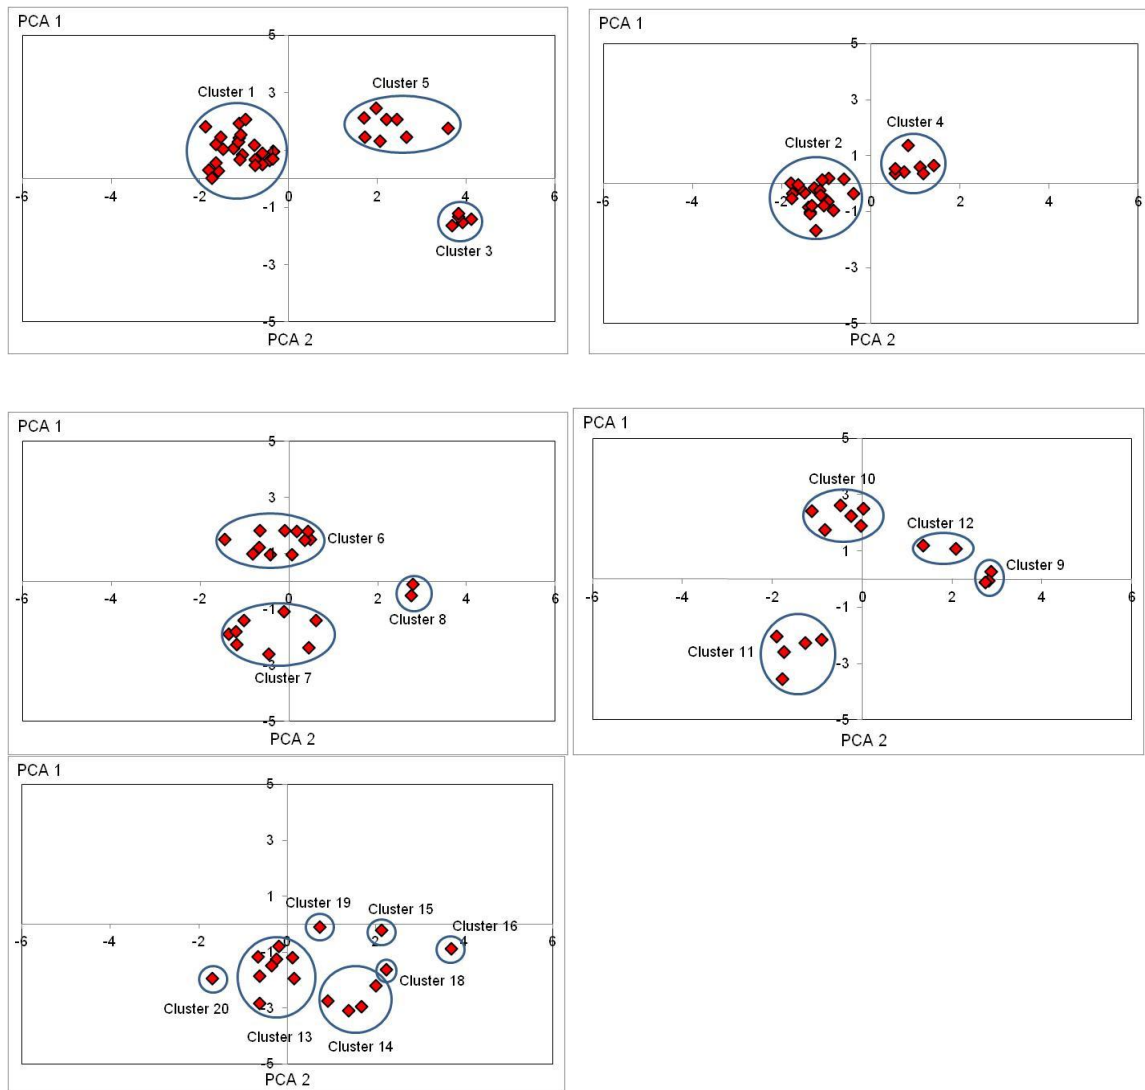 PCA 1
5
Cluster 1
Cluster 5
3
1
-6 -4 -2 0 2 4 6
-1
Cluster 3
-3
-5
PCA 2
PCA 1
5
3
Cluster 4
Cluster 2
1
-6 -4 -2 0 2 4 6
-1
-3
-5
PCA 2
PCA 1
5
3
Cluster 6
1
-6 -4 -2 0 2 4 6
Cluster 8
-1
-3
Cluster 7
-5
PCA 2
PCA 1
5
Cluster 10
3
Cluster 12
1
Cluster 9
-6 -4 -2 0 2 4 6
-1
Cluster 11
-3
-5
PCA 2
PCA 1
5
3
1
Cluster 19
Cluster 15
Cluster 16
-6 -4 -2 0 2 4 6
-1
Cluster 18
Cluster 20
-3
Cluster 13
Cluster 14
-5
PCA 2